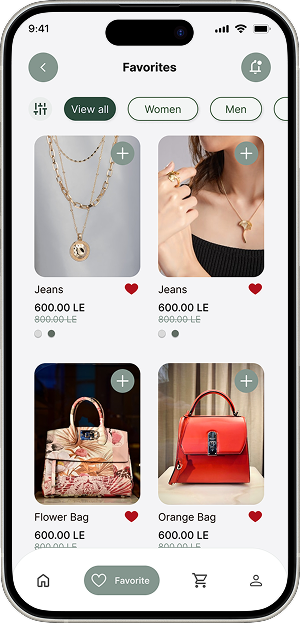 9:41
Favorites
View all
Women
Men
Jeans
Jeans
600.00 LE
600.00 LE
800.00 LE
800.00 LE
Flower Bag
Orange Bag
600.00 LE
600.00 LE
800.00 LE
800.00 LE
Favorite